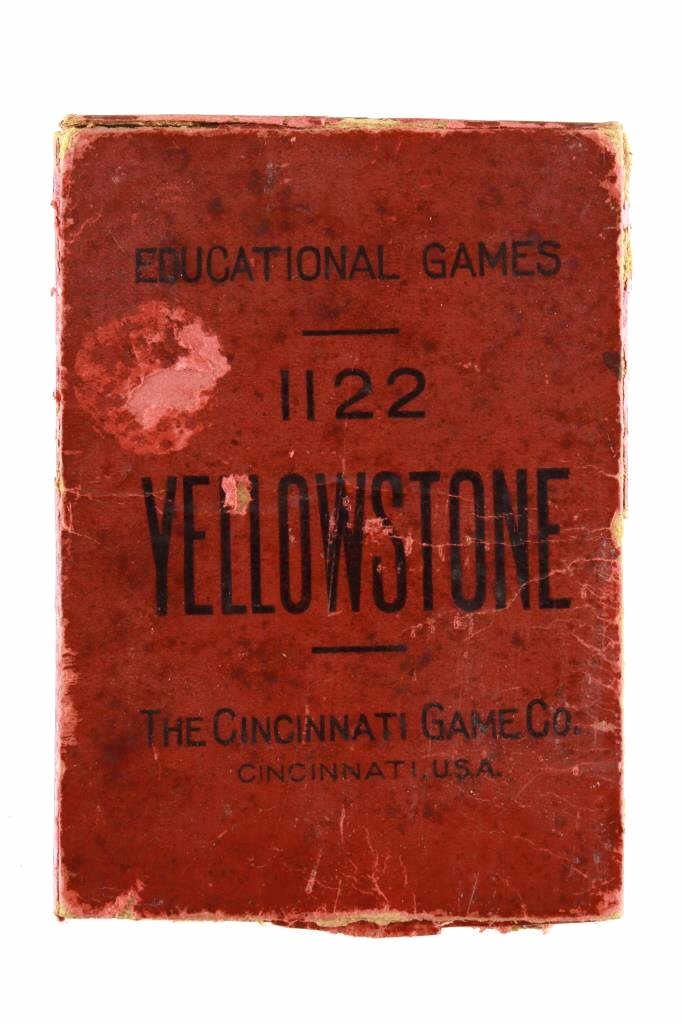 EDUCATIONAL GAMES
1122
YELLOWSTONE
THE CINCINNATI GAME CO.
CINCINNATI, U.S.A.